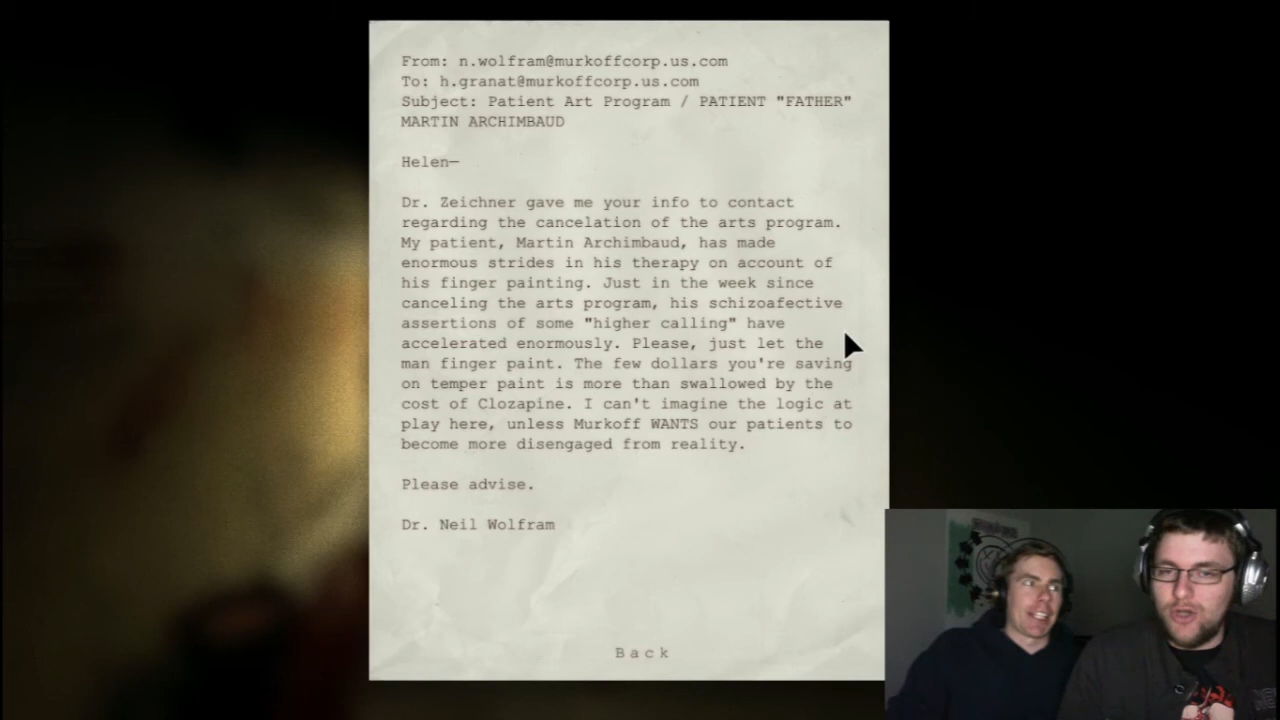 From: n.wolfram@murkoffcorp.us.com
To: h.granat@murkoffcorp.us.com
Subject: Patient Art Program / PATIENT "FATHER"
MARTIN ARCHIMBAUD
Helen—
Dr. Zeichner gave me your info to contact
regarding the cancelation of the arts program.
My patient, Martin Archimbaud, has made
enormous strides in his therapy on account of
his finger painting. Just in the week since
canceling the arts program, his schizoafective
assertions of some "higher calling" have
accelerated enormously. Please, just let the
man finger paint. The few dollars you're saving
on temper paint is more than swallowed by the
cost of Clozapine. I can't imagine the logic at
play here, unless Murkoff WANTS our patients to
become more disengaged from reality.
Please advise.
Dr. Neil Wolfram
Back